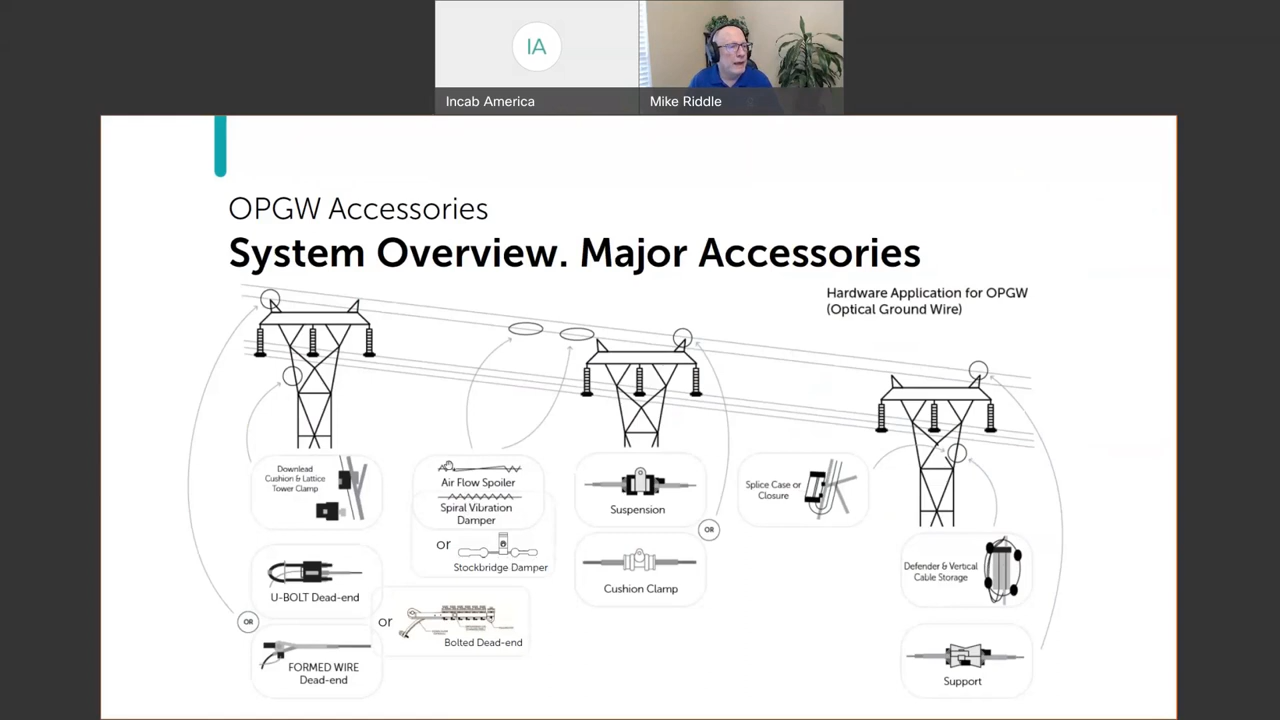 IA
Incab America
Mike Riddle
OPGW Accessories
System Overview. Major Accessories
Hardware Application for OPGW
(Optical Ground Wire)
Downlead
Cushion & Lattice
Tower Clamp
Air Flow Spoiler
Spiral Vibration
Damper
or
Stockbridge Damper
Suspension
OR
Cushion Clamp
Splice Case or
Closure
Defender & Vertical
Cable Storage
U-BOLT Dead-end
OR
or
Bolted Dead-end
FORMED WIRE
Dead-end
Support